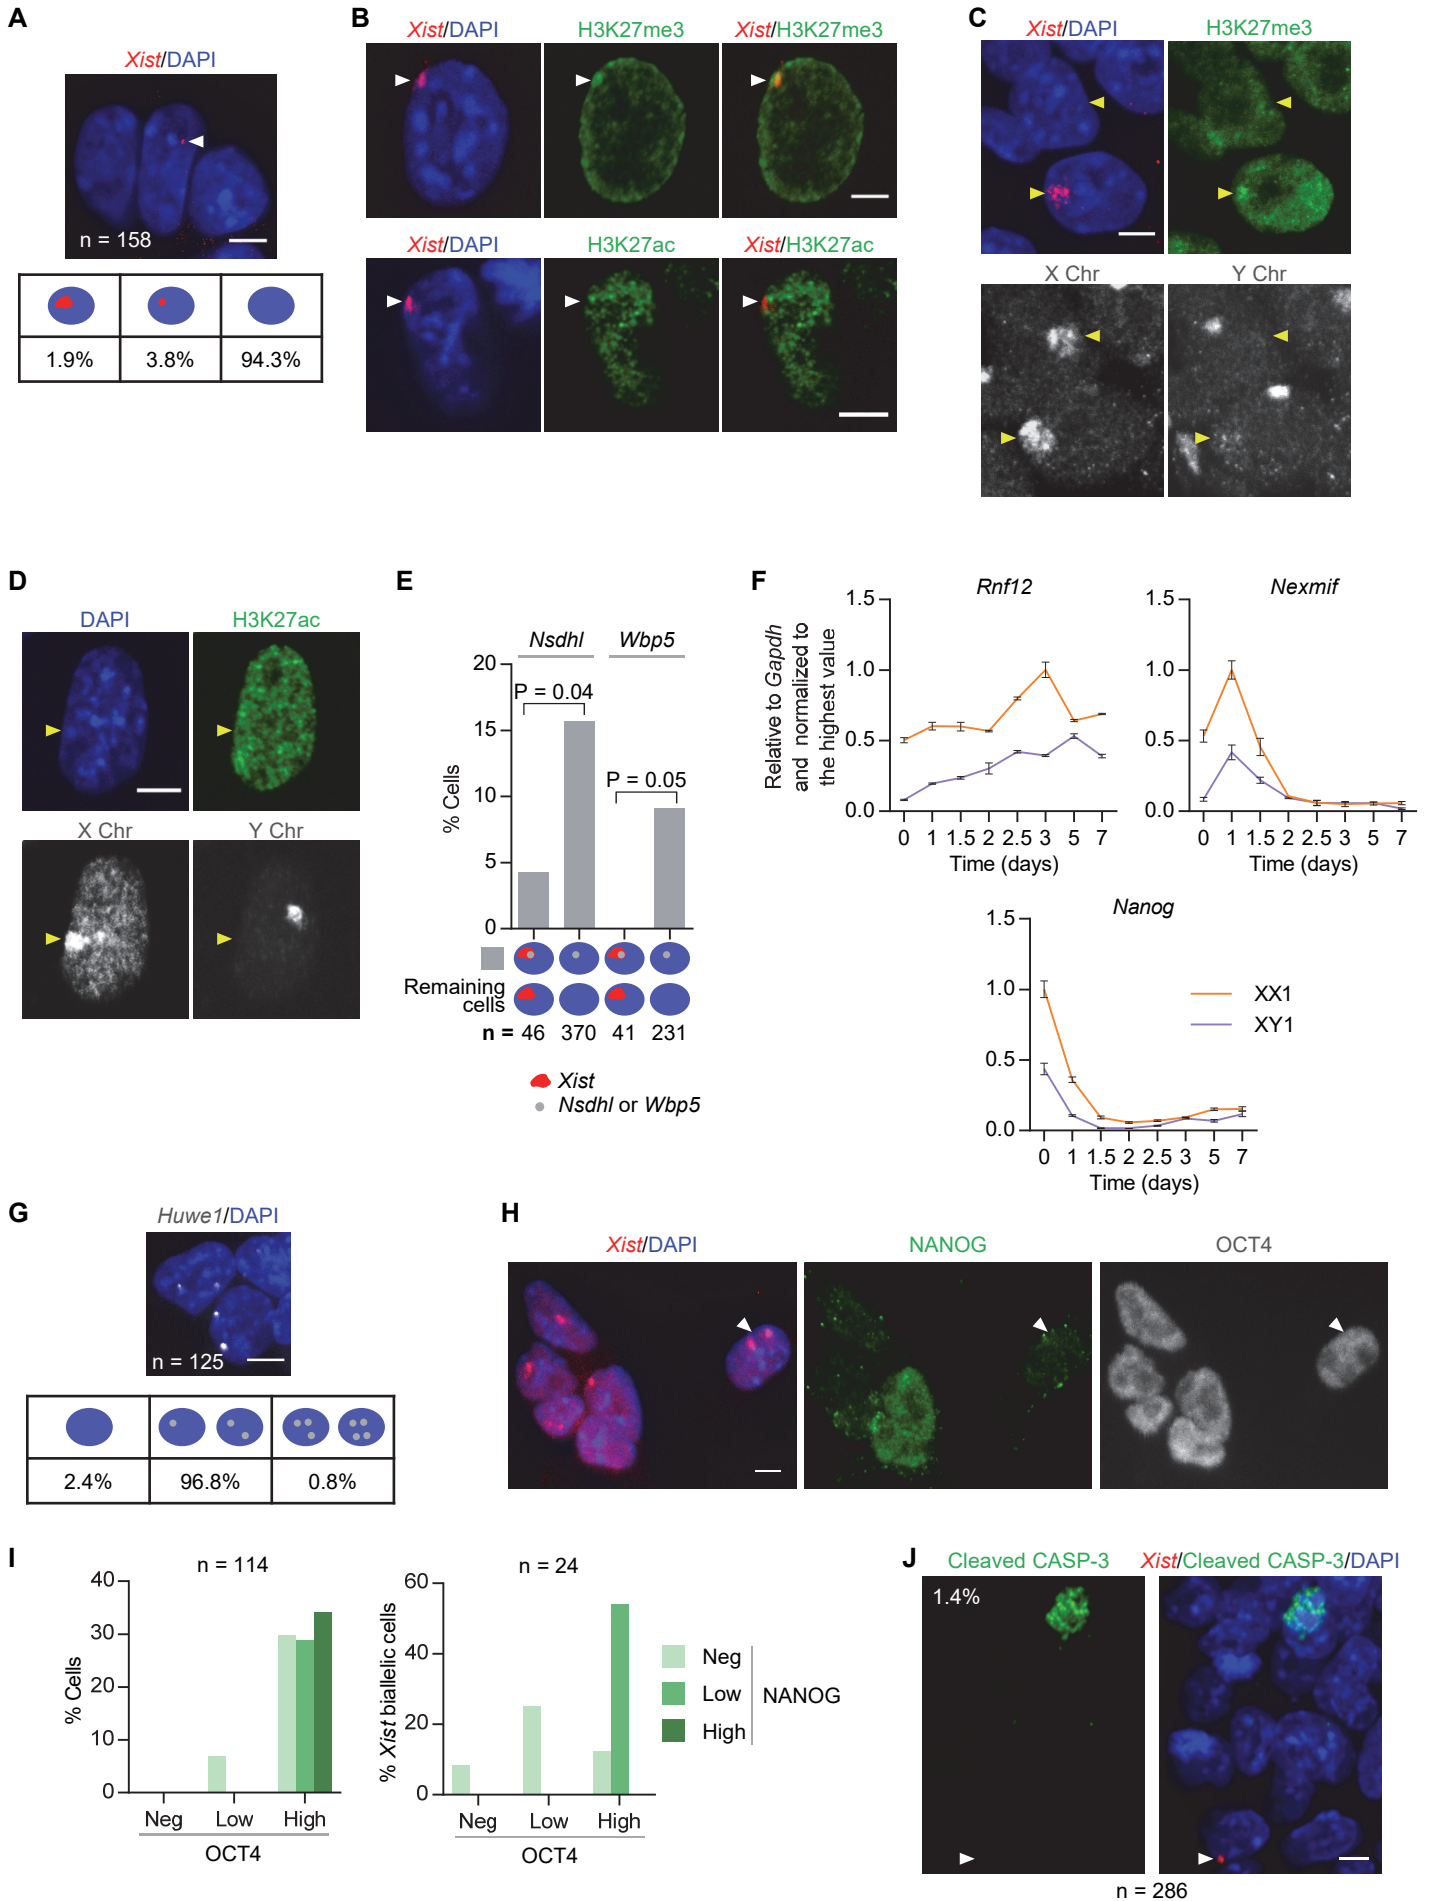 A
Xist/DAPI
n = 158
1.9% 3.8% 94.3%
B
Xist/DAPI H3K27me3 Xist/H3K27me3
Xist/DAPI H3K27ac Xist/H3K27ac
C
Xist/DAPI H3K27me3
X Chr Y Chr
D
DAPI H3K27ac
X Chr Y Chr
E
Nsdhl Wbp5
% Cells
20
15
10
5
0
P = 0.04
P = 0.05
Remaining
cells
n = 46 370 41 231
Xist
Nsdhl or Wbp5
F
Relative to Gapdh
and normalized to
the highest value
Rnf12
1.5
1.0
0.5
0.0
0 1 1.5 2 2.5 3 5 7
Time (days)
Nexmif
1.5
1.0
0.5
0.0
0 1 1.5 2 2.5 3 5 7
Time (days)
Nanog
1.5
1.0
0.5
0.0
0 1 1.5 2 2.5 3 5 7
Time (days)
XX1
XY1
G
Huwe1/DAPI
n = 125
2.4% 96.8% 0.8%
H
Xist/DAPI NANOG OCT4
I
n = 114
% Cells
40
30
20
10
0
Neg Low High
OCT4
n = 24
% Xist biallelic cells
60
40
20
0
Neg Low High
OCT4
Neg
Low
High
NANOG
J
Cleaved CASP-3 Xist/Cleaved CASP-3/DAPI
1.4%
n = 286